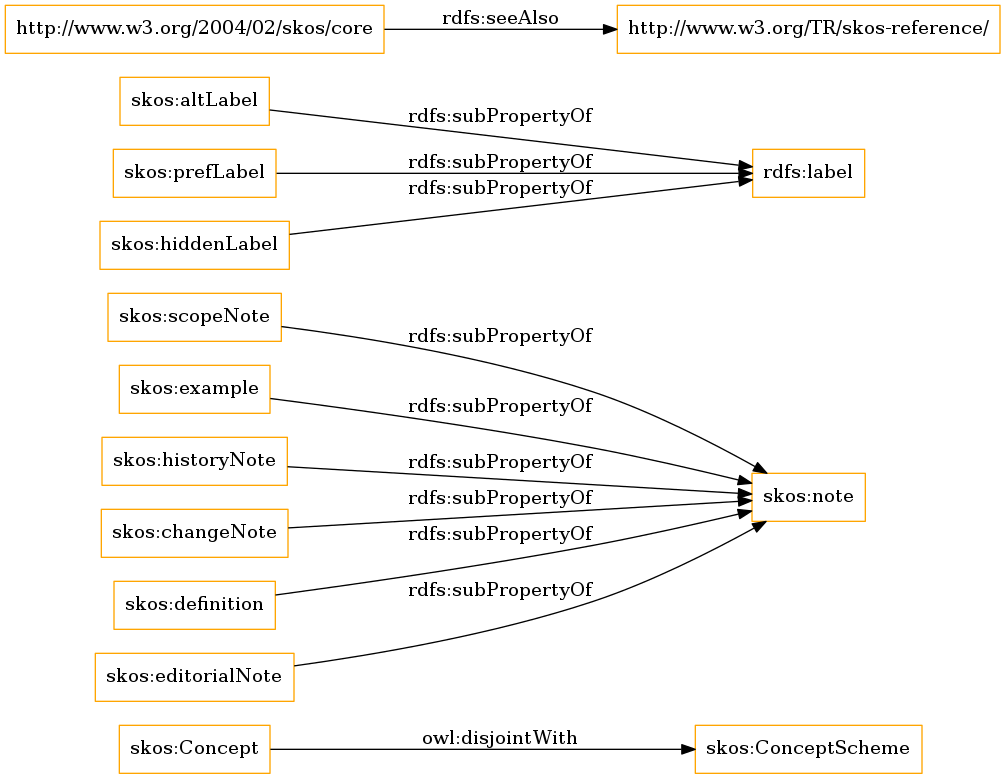 http://www.w3.org/2004/02/skos/core
rdfs:seeAlso
http://www.w3.org/TR/skos-reference/
skos:altLabel
rdfs:subPropertyOf
skos:prefLabel
rdfs:subPropertyOf
rdfs:label
rdfs:subPropertyOf
skos:hiddenLabel
skos:scopeNote
rdfs:subPropertyOf
skos:example
rdfs:subPropertyOf
skos:historyNote
rdfs:subPropertyOf
skos:note
rdfs:subPropertyOf
skos:changeNote
rdfs:subPropertyOf
skos:definition
rdfs:subPropertyOf
skos:editorialNote
skos:Concept
owl:disjointWith
skos:ConceptScheme